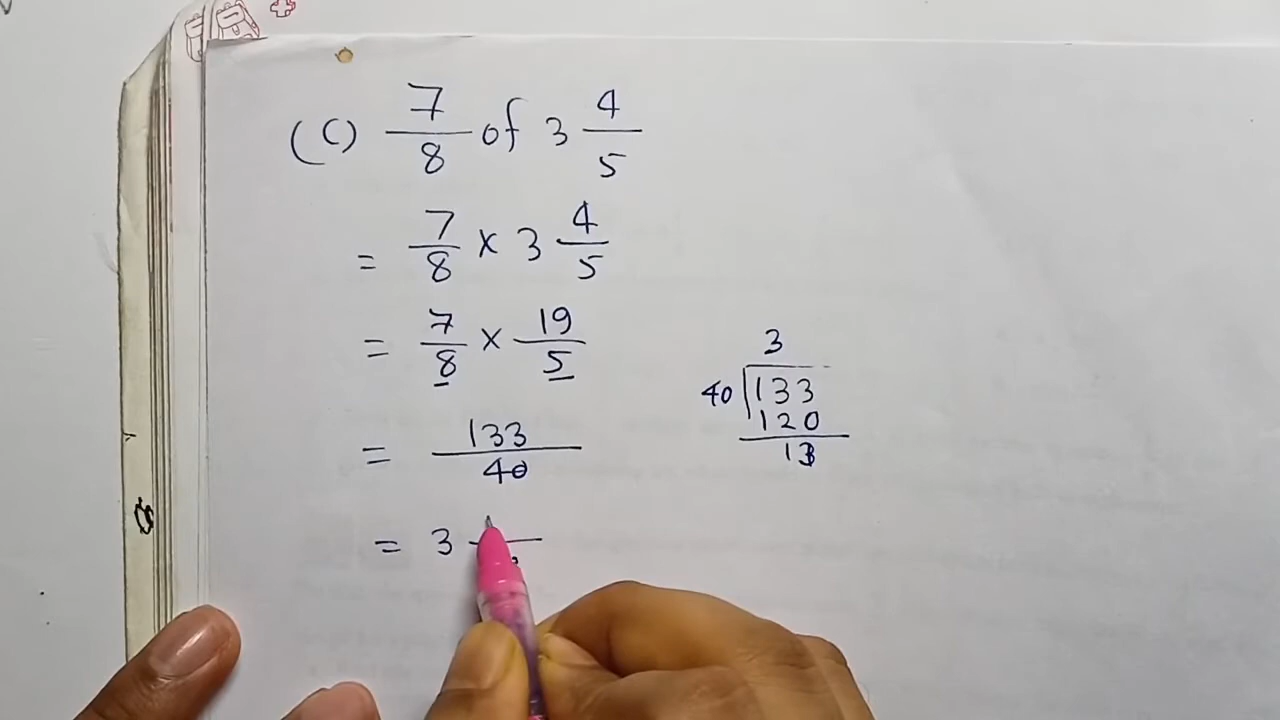 (C) 7/8 of 3 4/5
= 7/8 × 3 4/5
= 7/8 × 19/5
= 133/40
= 3
3
40 133
120
13